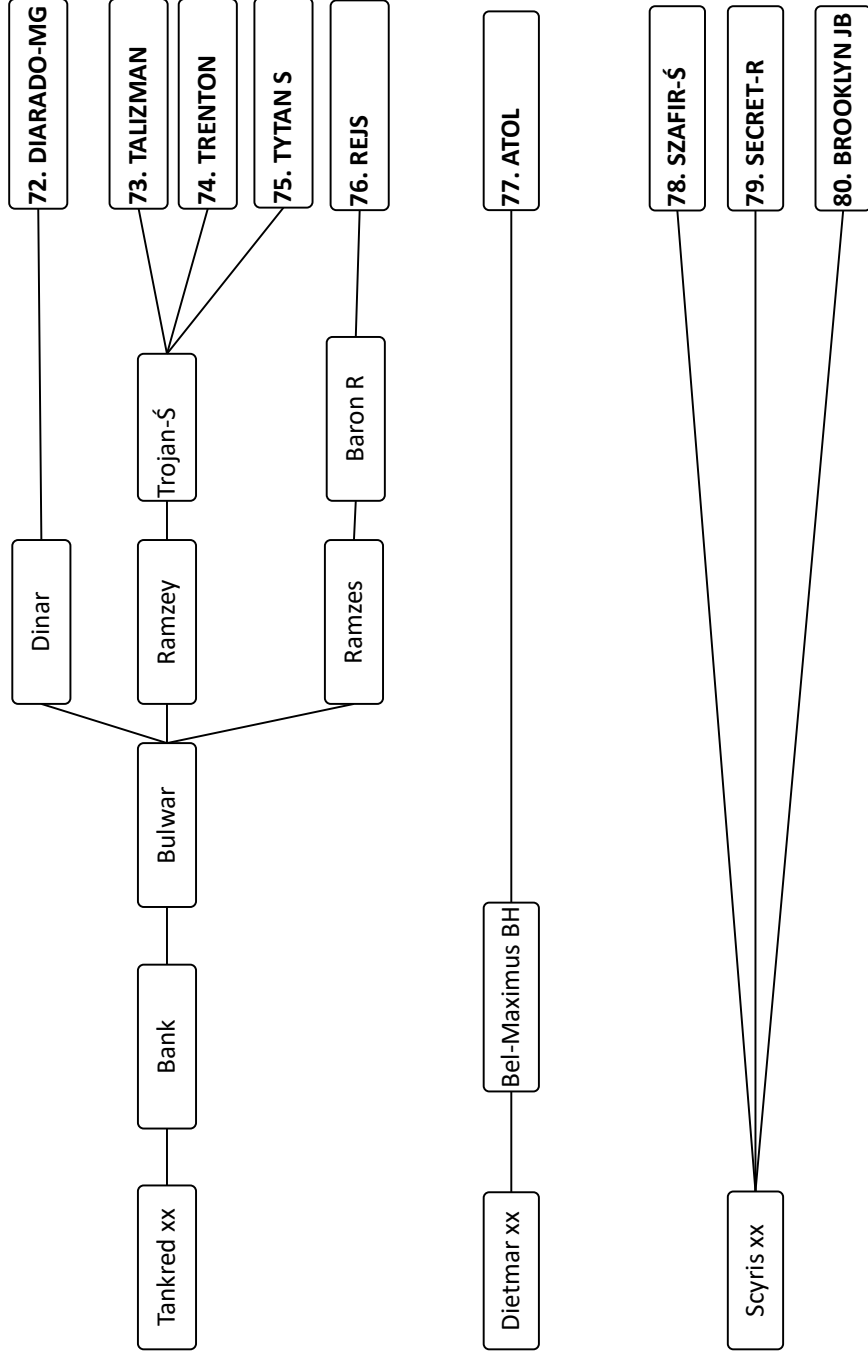 72. DIARADO-MG
73. TALIZMAN
74. TRENTON
75. TYTAN S
76. REJS
77. ATOL
78. SZAFIR-Ś
79. SECRET-R
80. BROOKLYN JB
Trojan-Ś
Baron R
Dinar
Ramzey
Ramzes
Bulwar
Bel-Maximus BH
Bank
Tankred xx
Dietmar xx
Scyris xx